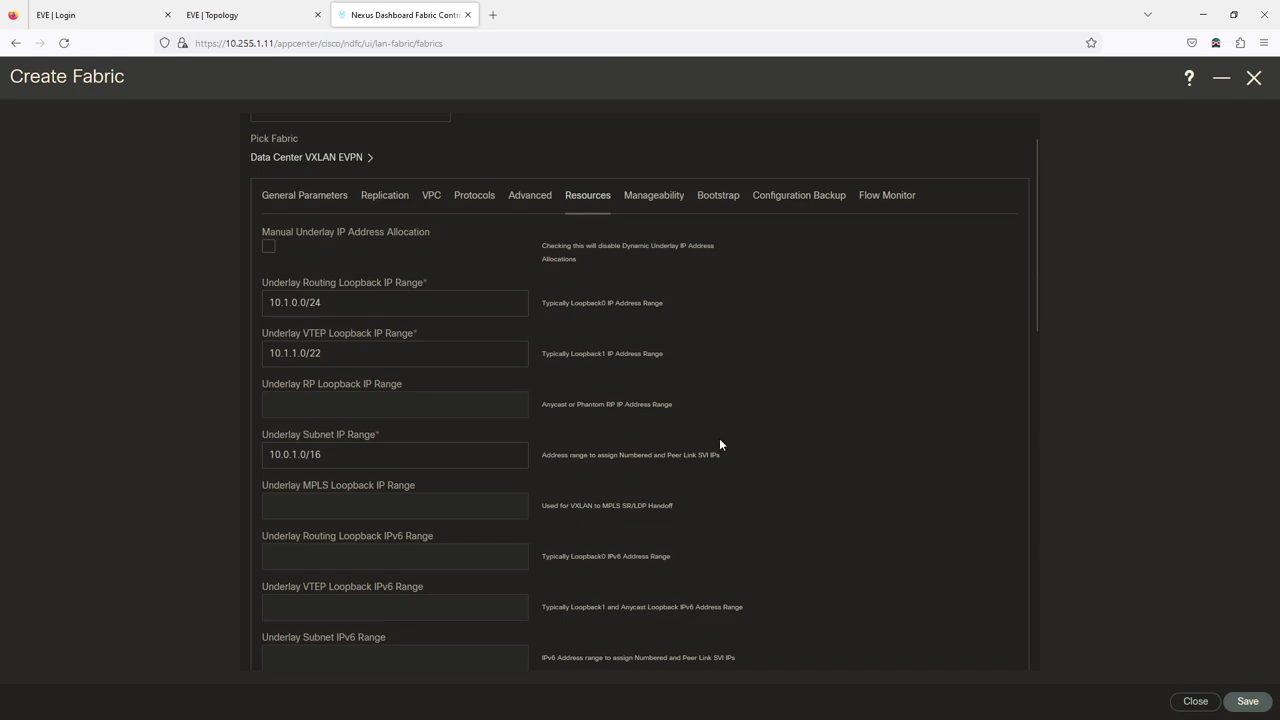 EVE | Login
EVE | Topology
Nexus Dashboard Fabric Contr
https://10.255.1.11/appcenter/cisco/ndfc/ui/lan-fabric/fabrics
Create Fabric
Pick Fabric
Data Center VXLAN EVPN
General Parameters Replication VPC Protocols Advanced Resources Manageability Bootstrap Configuration Backup Flow Monitor
Manual Underlay IP Address Allocation
Checking this will disable Dynamic Underlay IP Address
Allocations
Underlay Routing Loopback IP Range*
10.1.0.0/24
Typically Loopback0 IP Address Range
Underlay VTEP Loopback IP Range*
10.1.1.0/22
Typically Loopback1 IP Address Range
Underlay RP Loopback IP Range
Anycast or Phantom RP IP Address Range
Underlay Subnet IP Range*
10.0.1.0/16
Address range to assign Numbered and Peer Link SVI IPs
Underlay MPLS Loopback IP Range
Used for VXLAN to MPLS SR/LDP Handoff
Underlay Routing Loopback IPv6 Range
Typically Loopback0 IPv6 Address Range
Underlay VTEP Loopback IPv6 Range
Typically Loopback1 and Anycast Loopback IPv6 Address Range
Underlay Subnet IPv6 Range
IPv6 Address range to assign Numbered and Peer Link SVI IPs
Close
Save